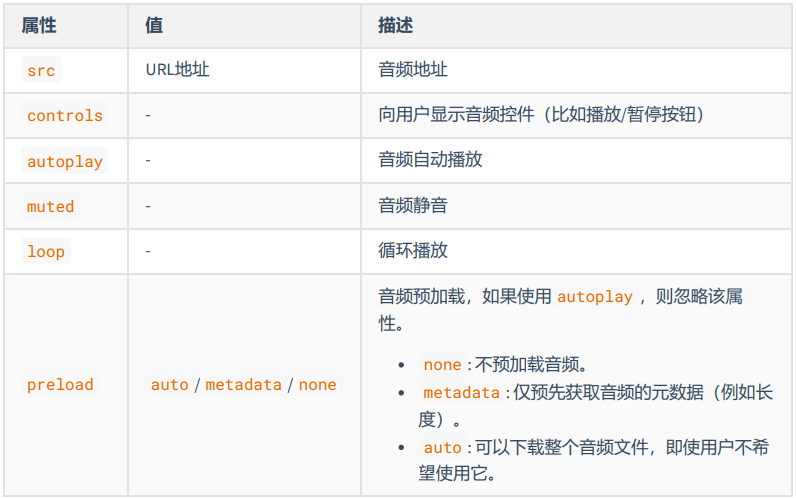 属性 值 描述
src URL地址 音频地址
controls - 向用户显示音频控件（比如播放/暂停按钮）
autoplay - 音频自动播放
muted - 音频静音
loop - 循环播放
preload auto / metadata / none
音频预加载，如果使用 autoplay ，则忽略该属
性。
• none : 不预加载音频。
• metadata : 仅预先获取音频的元数据（例如长
度）。
• auto : 可以下载整个音频文件，即使用户不希
望使用它。